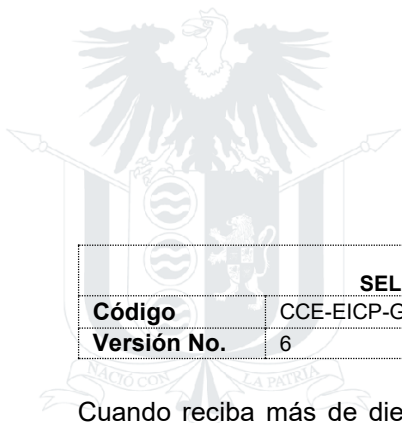 SEL
Código CCE-EICP-G
Versión No. 6
NACIÓ CON LA PATRIA
Cuando reciba más de die